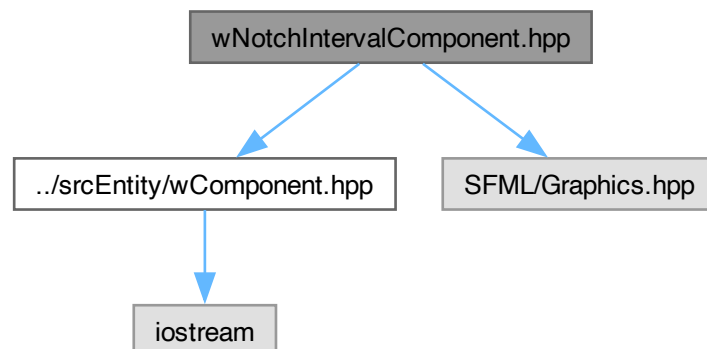 wNotchIntervalComponent.hpp
../srcEntity/wComponent.hpp
SFML/Graphics.hpp
iostream